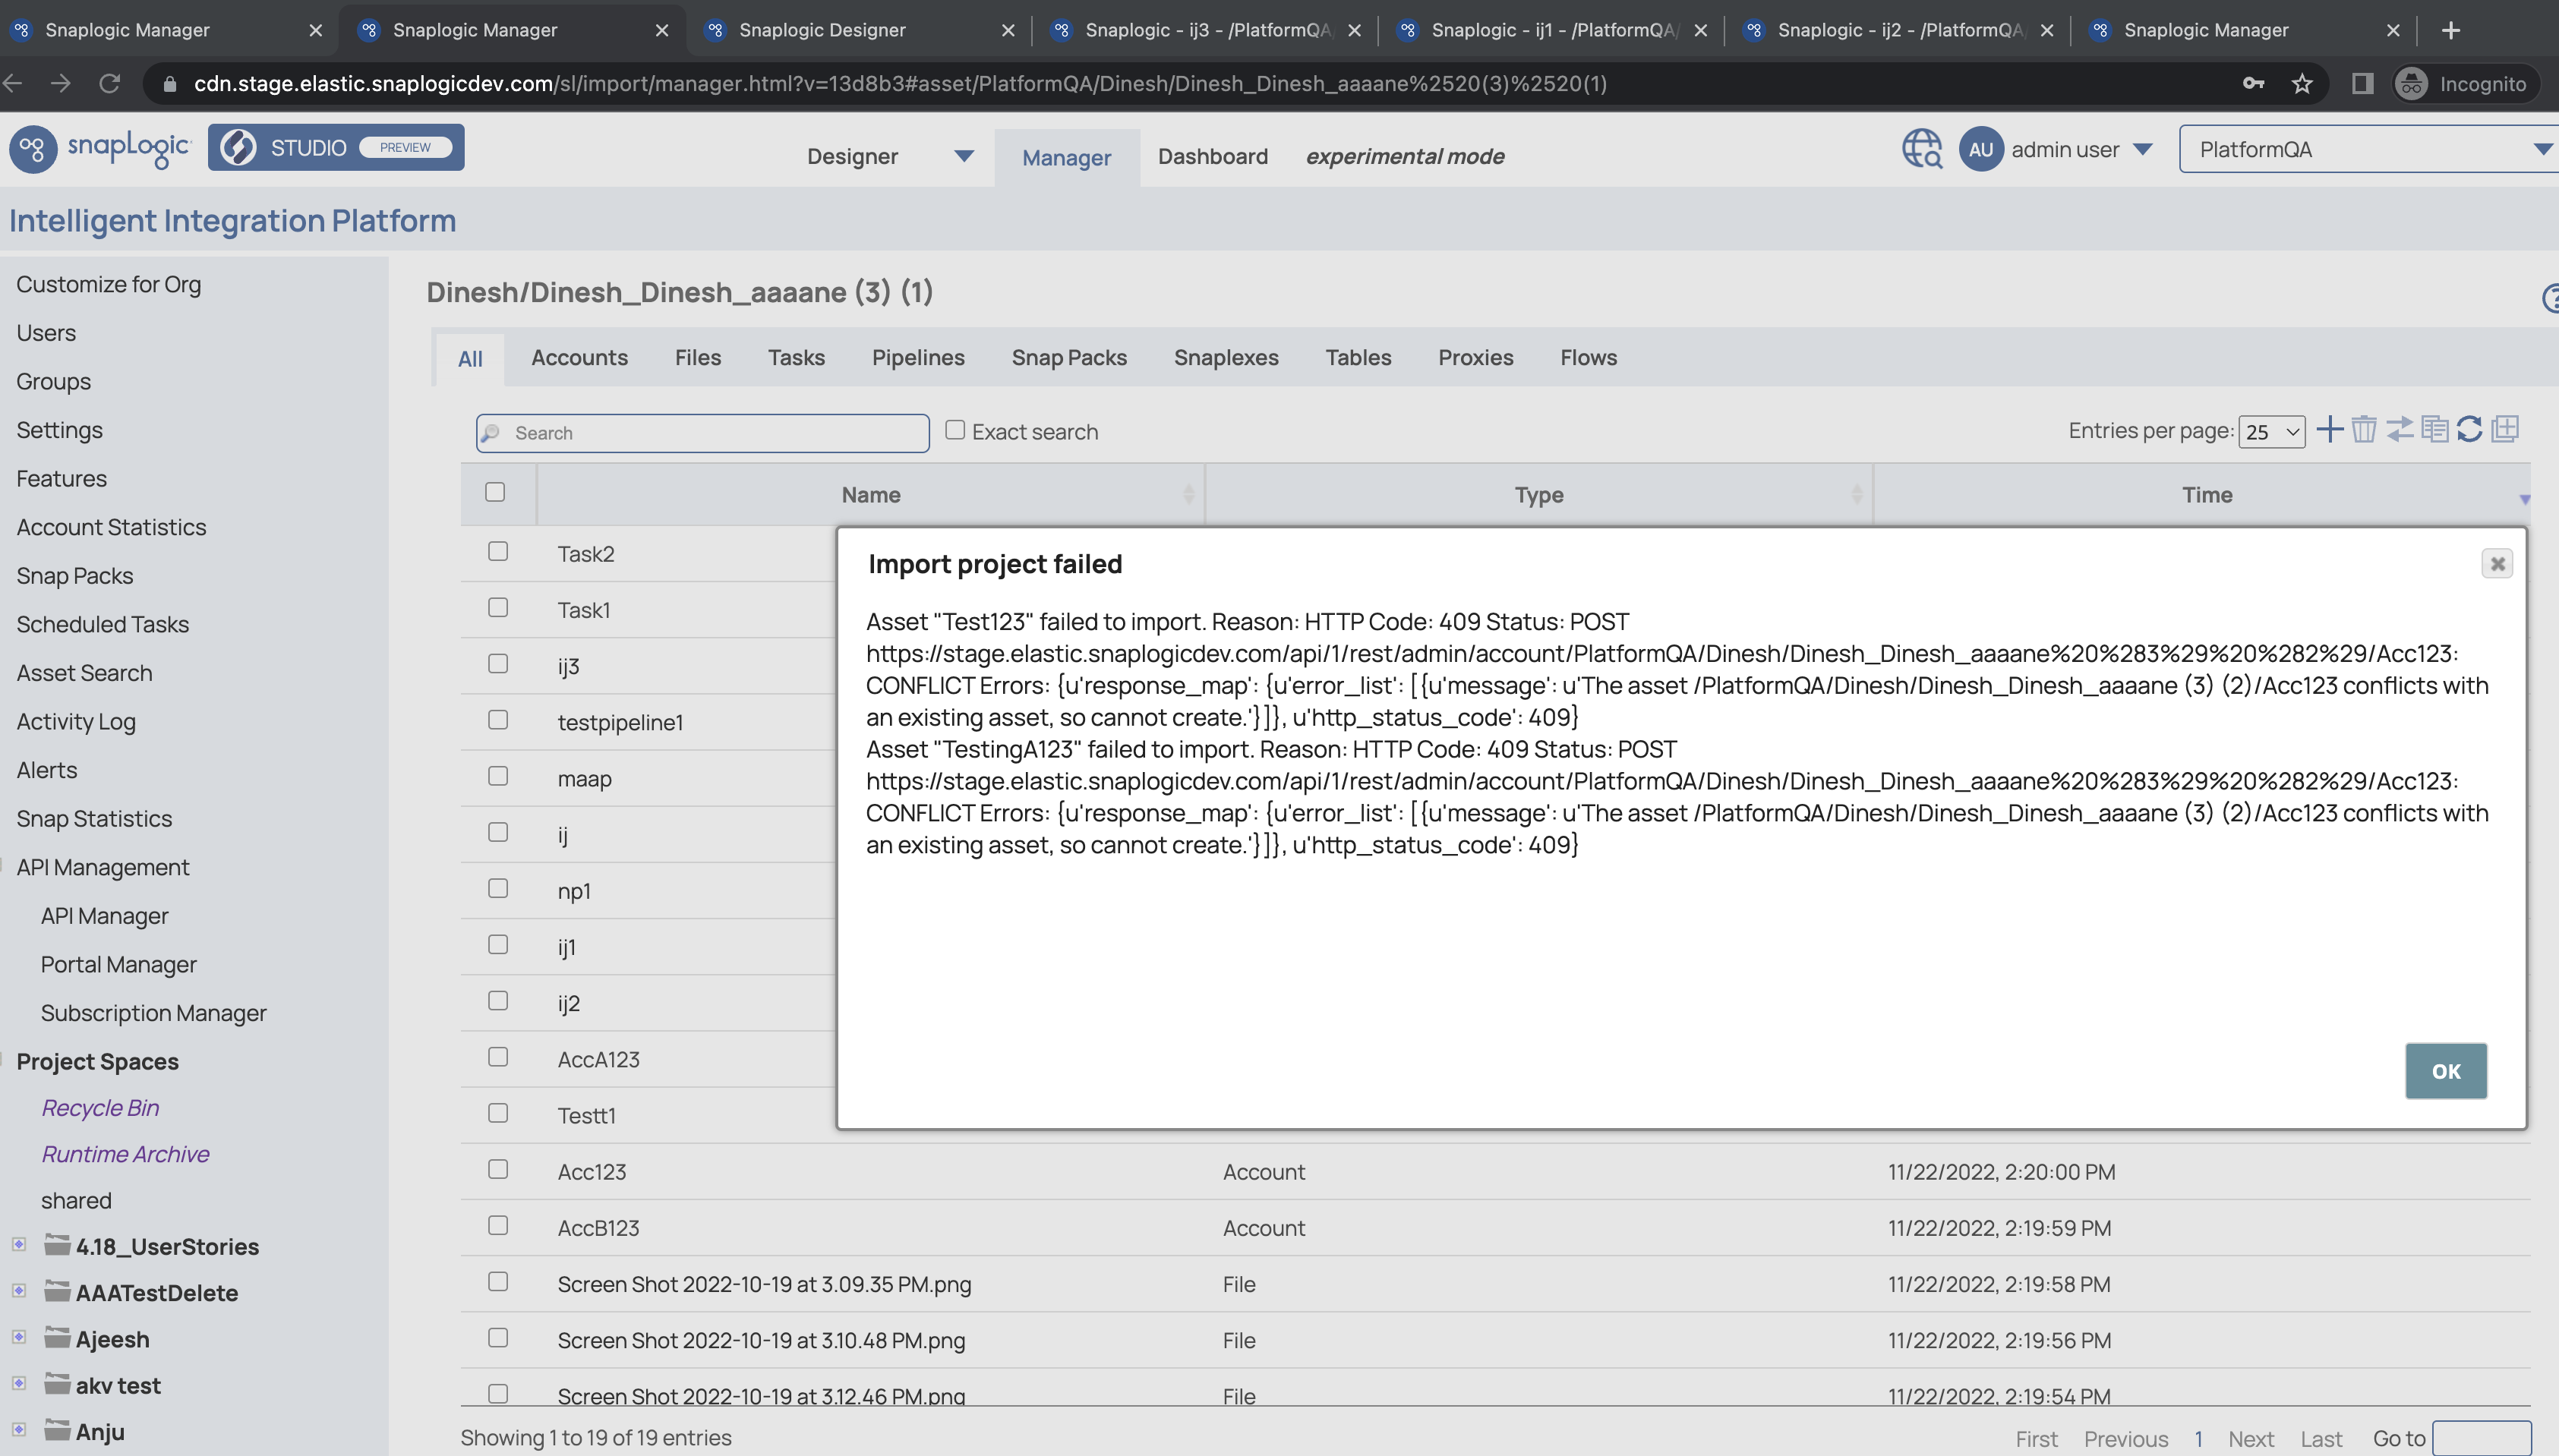 Snaplogic Manager
Snaplogic Manager
Snaplogic Designer
Snaplogic - ij3 - /PlatformQA/
Snaplogic - ij1 - /PlatformQA/
Snaplogic - ij2 - /PlatformQA
Snaplogic Manager
cdn.stage.elastic.snaplogicdev.com/sl/import/manager.html?v=13d8b3#asset/PlatformQA/Dinesh/Dinesh_Dinesh_aaaane%2520(3)%2520(1)
Incognito
snapLogic
STUDIO PREVIEW
Designer
Manager
Dashboard
experimental mode
AU admin user
PlatformQA
Intelligent Integration Platform
Customize for Org
Users
Groups
Settings
Features
Account Statistics
Snap Packs
Scheduled Tasks
Asset Search
Activity Log
Alerts
Snap Statistics
API Management
API Manager
Portal Manager
Subscription Manager
Project Spaces
Recycle Bin
Runtime Archive
shared
4.18_UserStories
AAATestDelete
Ajeesh
akv test
Anju
Dinesh/Dinesh_Dinesh_aaaane (3) (1)
All Accounts Files Tasks Pipelines Snap Packs Snaplexes Tables Proxies Flows
Search
Exact search
Entries per page: 25
Name Type Time
Task2
Task1
ij3
testpipeline1
maap
ij
np1
ij1
ij2
AccA123
Testt1
Acc123 Account 11/22/2022, 2:20:00 PM
AccB123 Account 11/22/2022, 2:19:59 PM
Screen Shot 2022-10-19 at 3.09.35 PM.png File 11/22/2022, 2:19:58 PM
Screen Shot 2022-10-19 at 3.10.48 PM.png File 11/22/2022, 2:19:56 PM
Screen Shot 2022-10-19 at 3.12.46 PM.png File 11/22/2022, 2:19:54 PM
Showing 1 to 19 of 19 entries
First Previous 1 Next Last Go to
Import project failed
Asset "Test123" failed to import. Reason: HTTP Code: 409 Status: POST
https://stage.elastic.snaplogicdev.com/api/1/rest/admin/account/PlatformQA/Dinesh/Dinesh_Dinesh_aaaane%20%283%29%20%282%29/Acc123:
CONFLICT Errors: {u'response_map': {u'error_list': [{u'message': u'The asset /PlatformQA/Dinesh/Dinesh_Dinesh_aaaane (3) (2)/Acc123 conflicts with
an existing asset, so cannot create.'}]}, u'http_status_code': 409}
Asset "TestingA123" failed to import. Reason: HTTP Code: 409 Status: POST
https://stage.elastic.snaplogicdev.com/api/1/rest/admin/account/PlatformQA/Dinesh/Dinesh_Dinesh_aaaane%20%283%29%20%282%29/Acc123:
CONFLICT Errors: {u'response_map': {u'error_list': [{u'message': u'The asset /PlatformQA/Dinesh/Dinesh_Dinesh_aaaane (3) (2)/Acc123 conflicts with
an existing asset, so cannot create.'}]}, u'http_status_code': 409}
OK